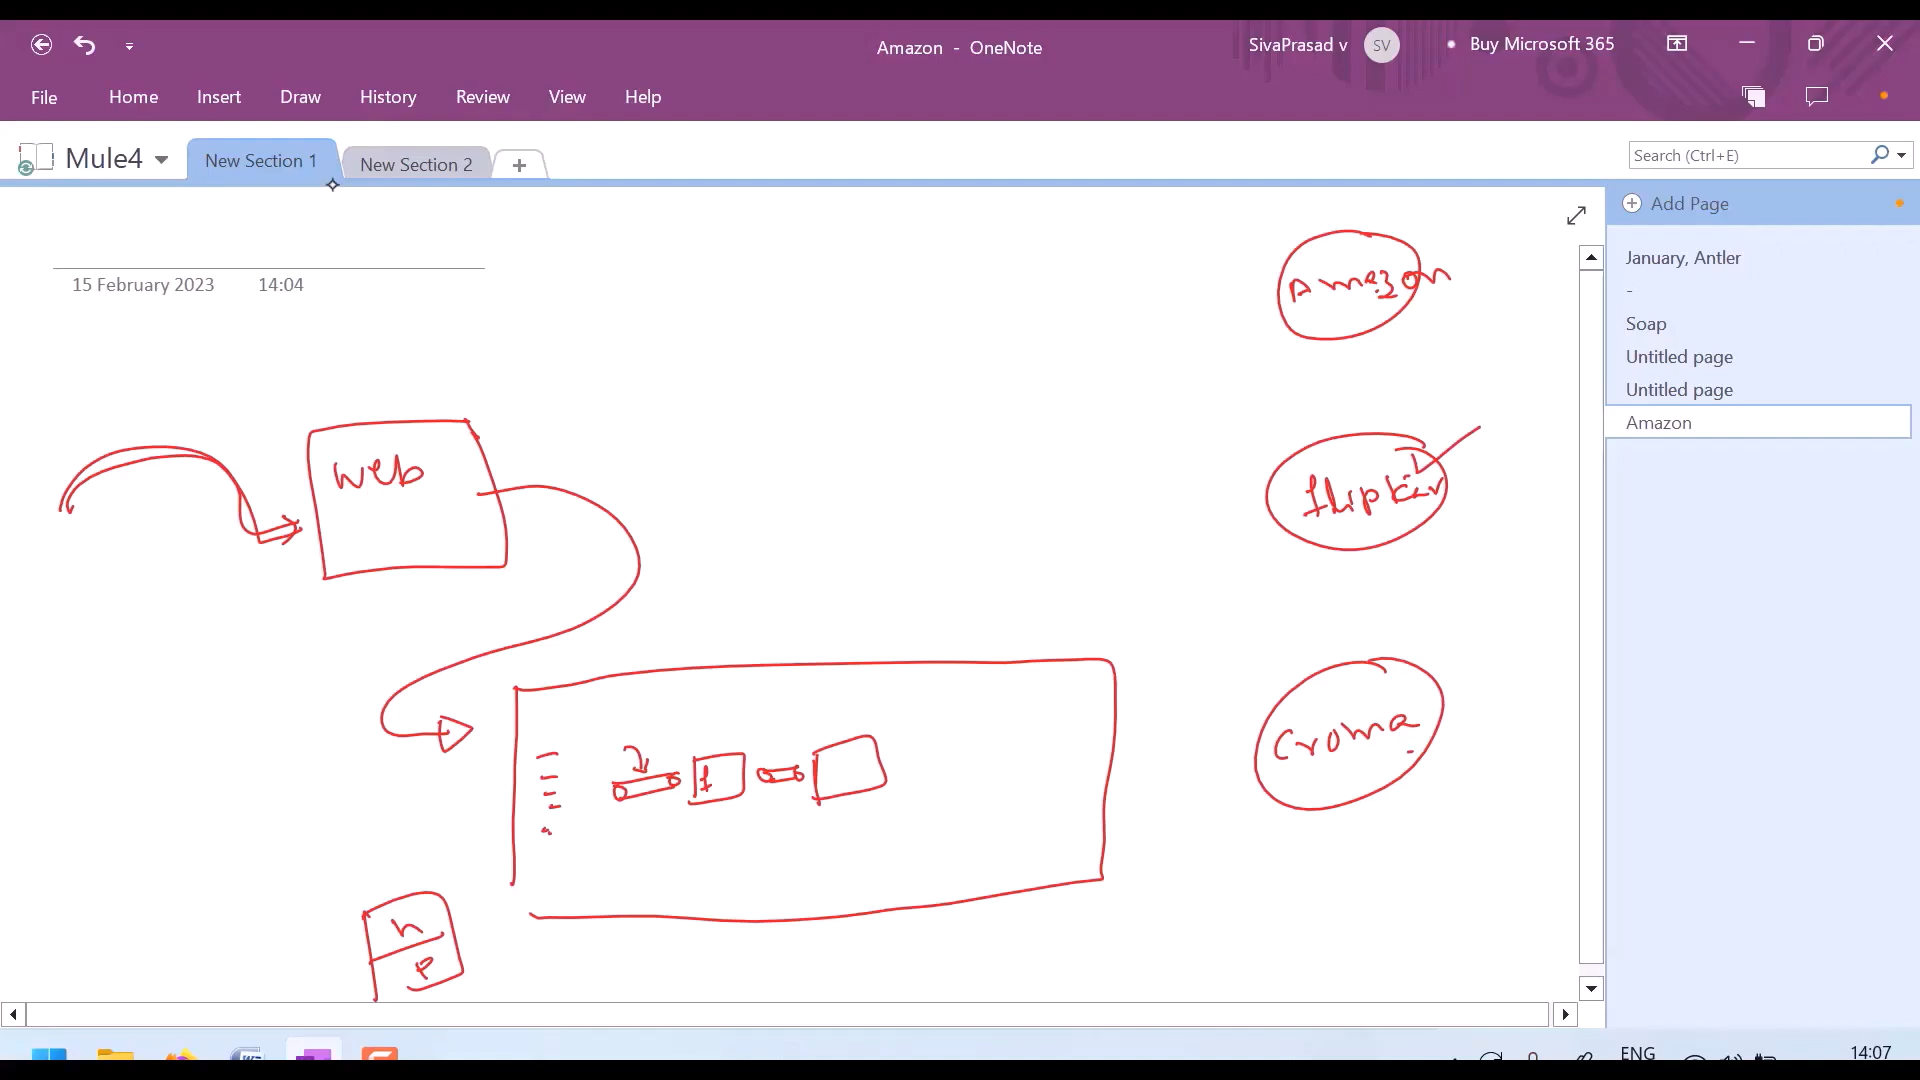 Amazon - OneNote
SivaPrasad v
SV
Buy Microsoft 365
File Home Insert Draw History Review View Help
Mule4
New Section 1
New Section 2
Search (Ctrl+E)
Add Page
January, Antler
-
Soap
Untitled page
Untitled page
Amazon
15 February 2023 14:04
Amazon
web
flipkar
Croma
1
h
P
ENG
14:07